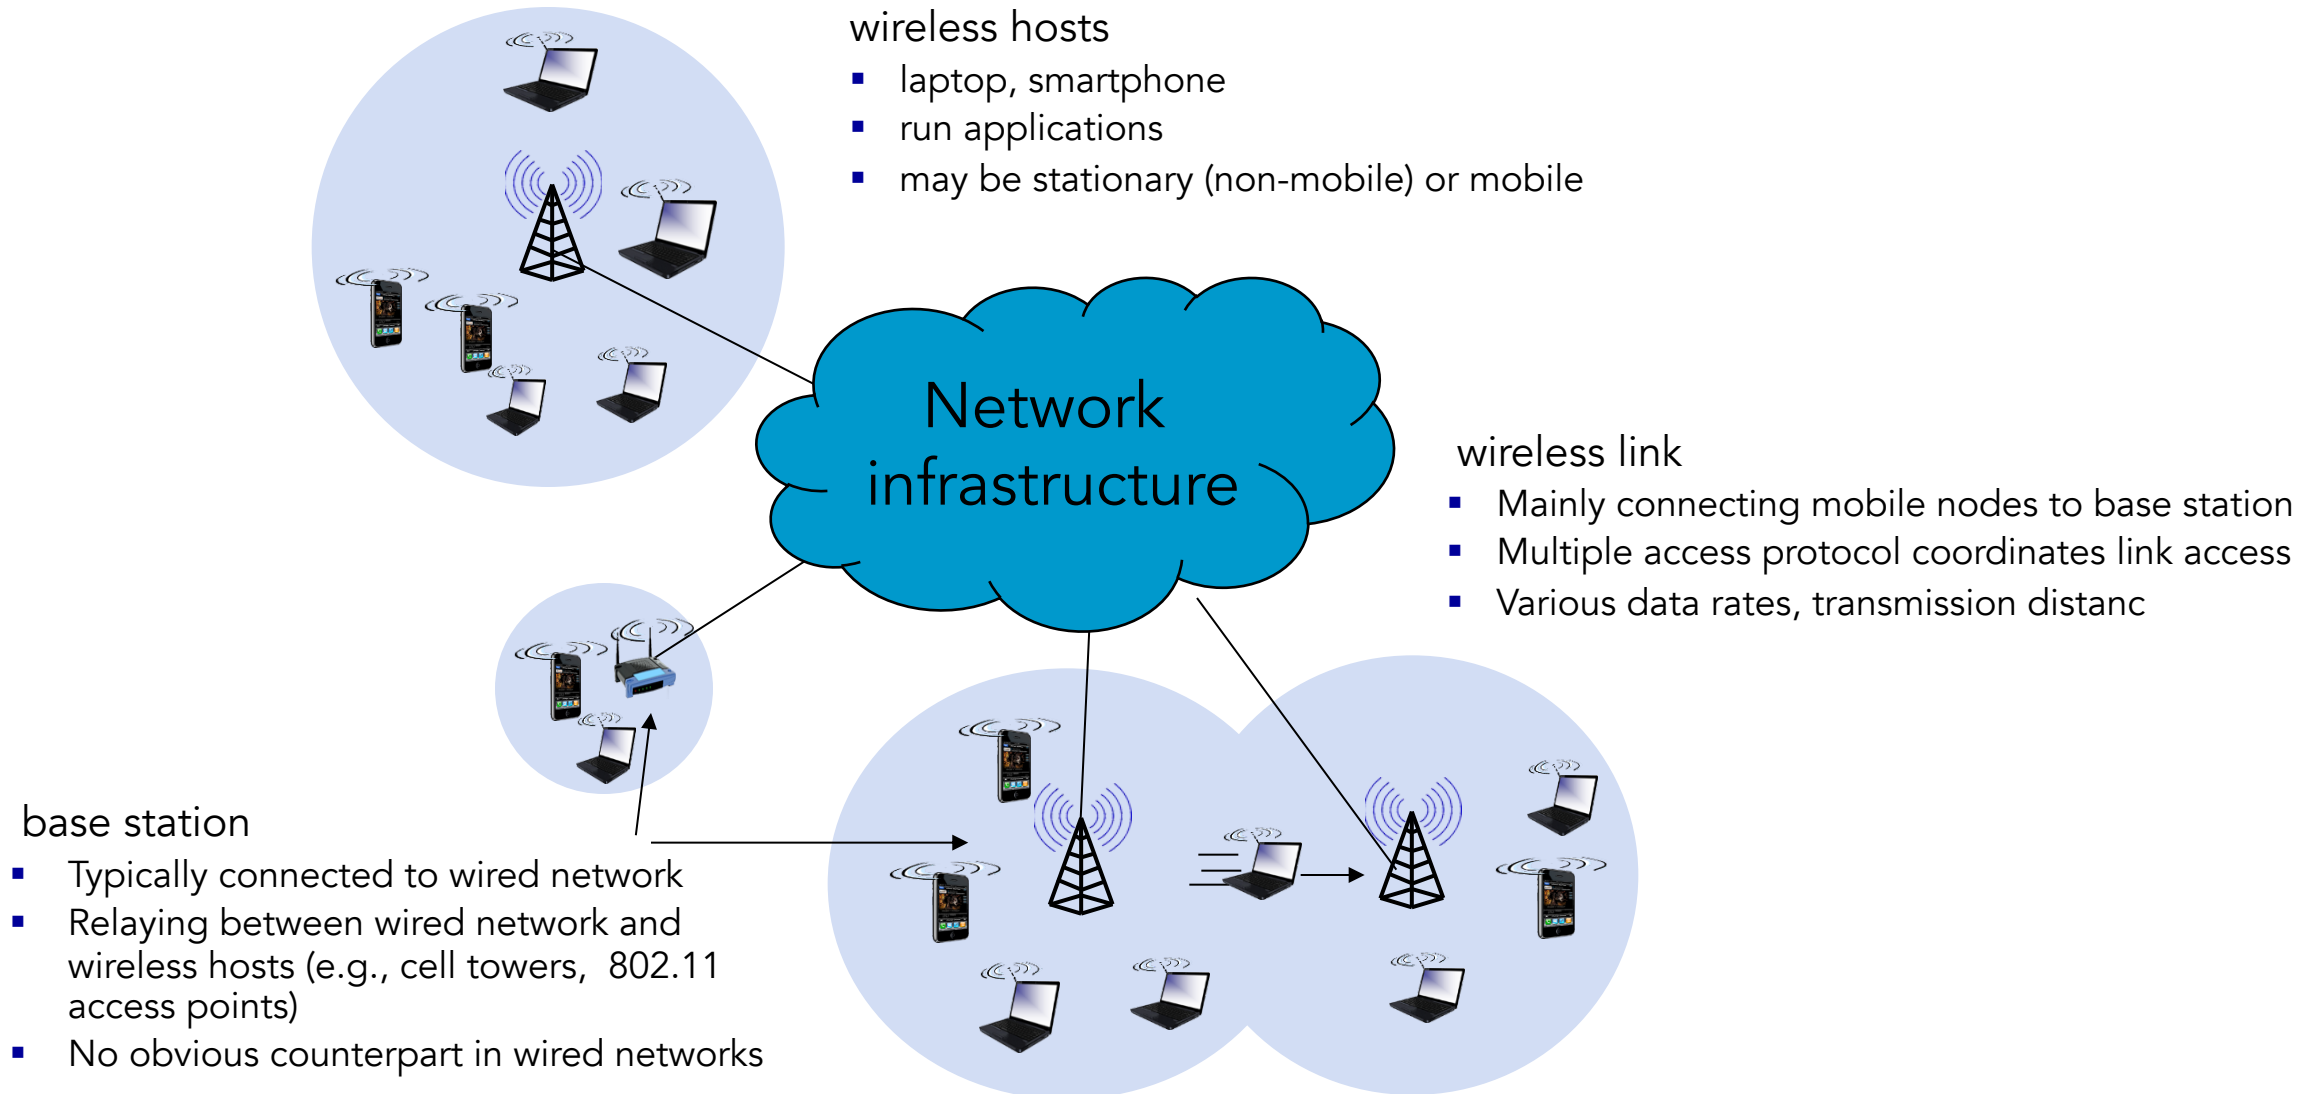 wireless hosts
▪ laptop, smartphone
▪ run applications
▪ may be stationary (non-mobile) or mobile
Network
infrastructure
wireless link
▪ Mainly connecting mobile nodes to base station
▪ Multiple access protocol coordinates link access
▪ Various data rates, transmission distanc
base station
▪ Typically connected to wired network
▪ Relaying between wired network and
wireless hosts (e.g., cell towers, 802.11
access points)
▪ No obvious counterpart in wired networks